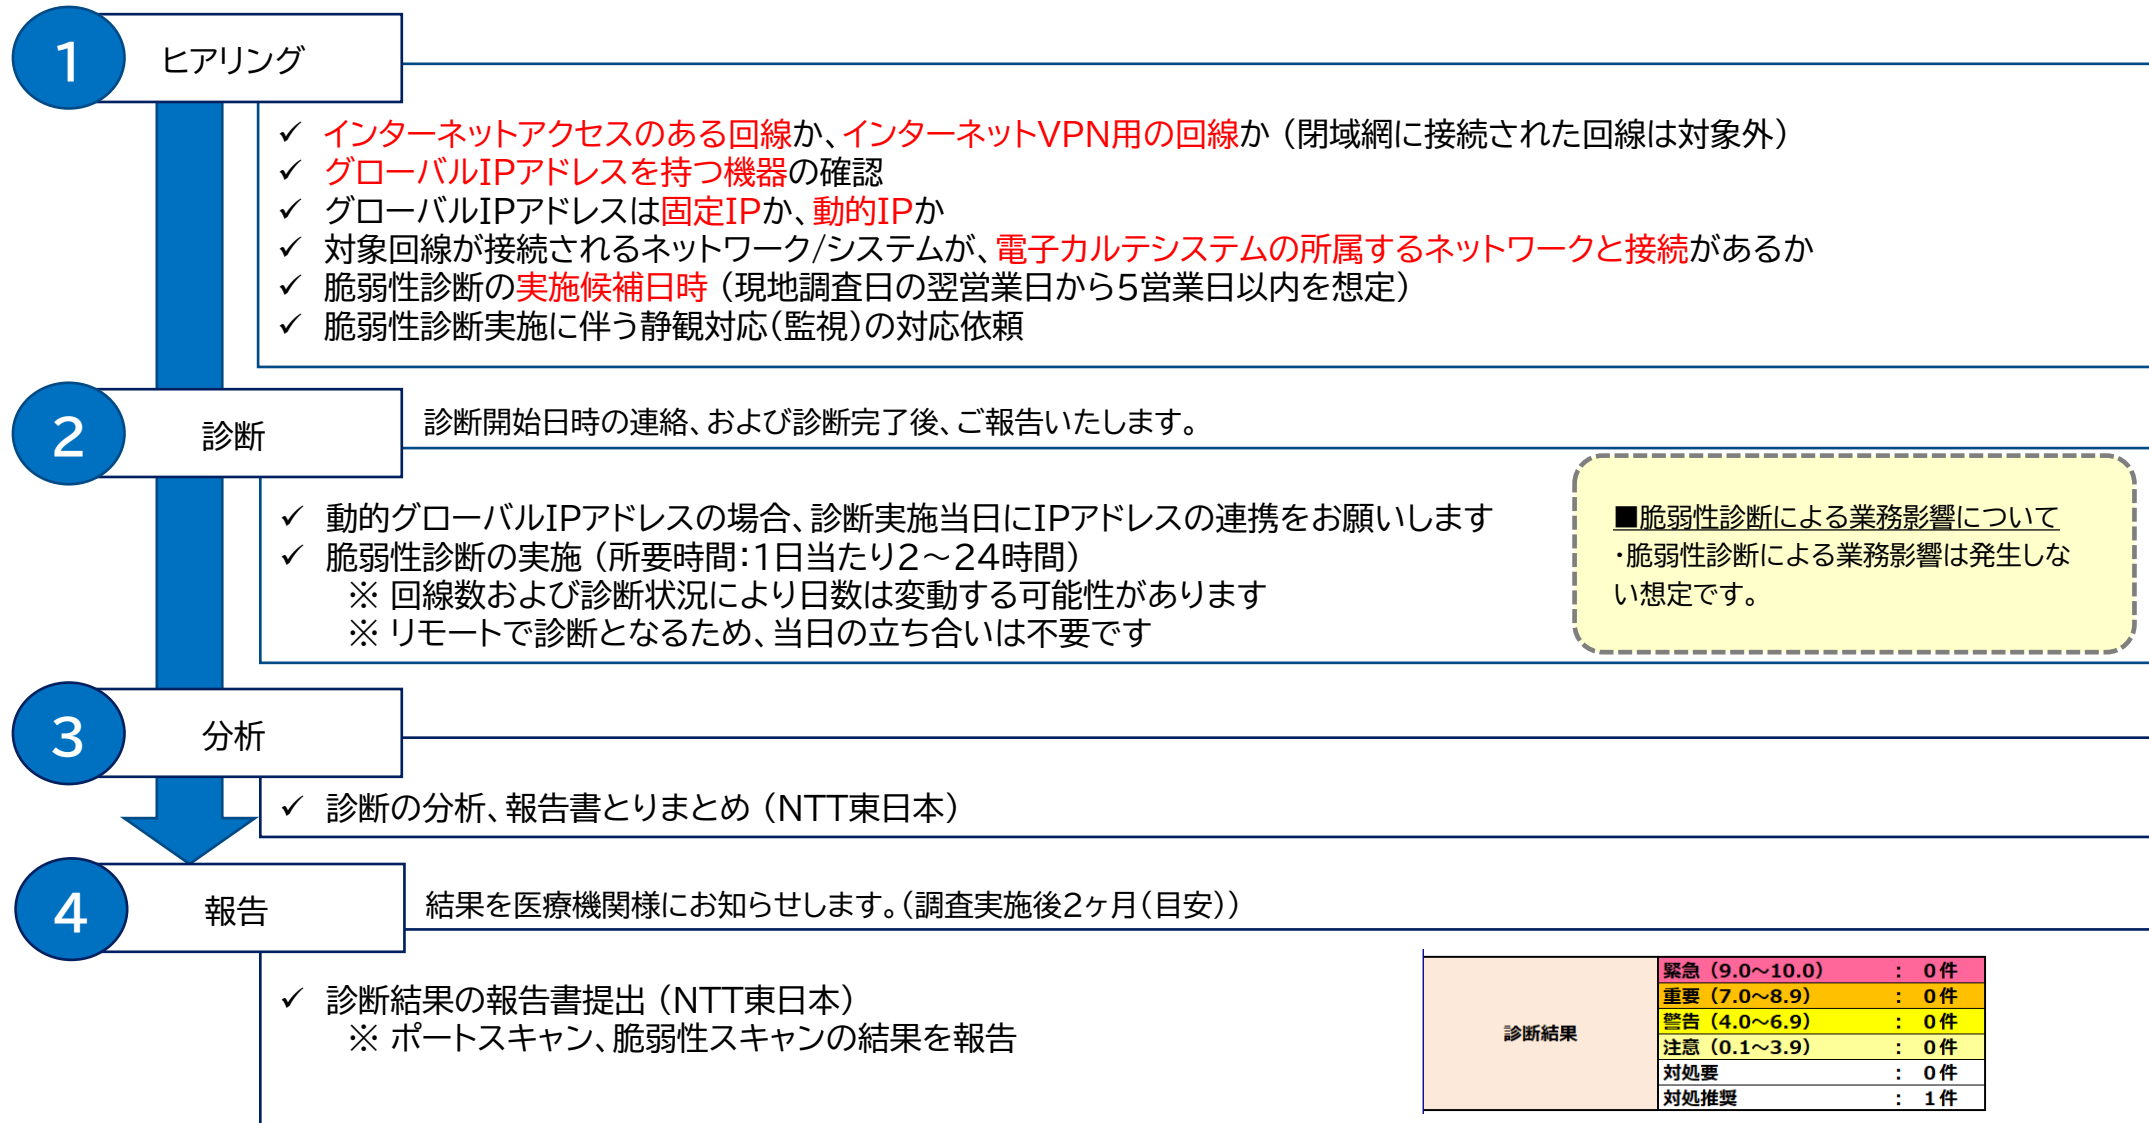 1
ヒアリング
✓ インターネットアクセスのある回線か、インターネットVPN用の回線か（閉域網に接続された回線は対象外）
✓ グローバルIPアドレスを持つ機器の確認
✓ グローバルIPアドレスは固定IPか、動的IPか
✓ 対象回線が接続されるネットワーク/システムが、電子カルテシステムの所属するネットワークと接続があるか
✓ 脆弱性診断の実施候補日時（現地調査日の翌営業日から5営業日以内を想定）
✓ 脆弱性診断実施に伴う静観対応(監視)の対応依頼
2
診断
診断開始日時の連絡、および診断完了後、ご報告いたします。
✓ 動的グローバルIPアドレスの場合、診断実施当日にIPアドレスの連携をお願いします
✓ 脆弱性診断の実施（所要時間：1日当たり2～24時間）
※ 回線数および診断状況により日数は変動する可能性があります
※ リモートで診断となるため、当日の立ち合いは不要です
■脆弱性診断による業務影響について
・脆弱性診断による業務影響は発生しな
い想定です。
3
分析
✓ 診断の分析、報告書とりまとめ（NTT東日本）
4
報告
結果を医療機関様にお知らせします。(調査実施後2ヶ月(目安))
✓ 診断結果の報告書提出（NTT東日本）
※ ポートスキャン、脆弱性スキャンの結果を報告
診断結果
緊急（9.0～10.0） ： 0件
重要（7.0～8.9） ： 0件
警告（4.0～6.9） ： 0件
注意（0.1～3.9） ： 0件
対処要 ： 0件
対処推奨 ： 1件